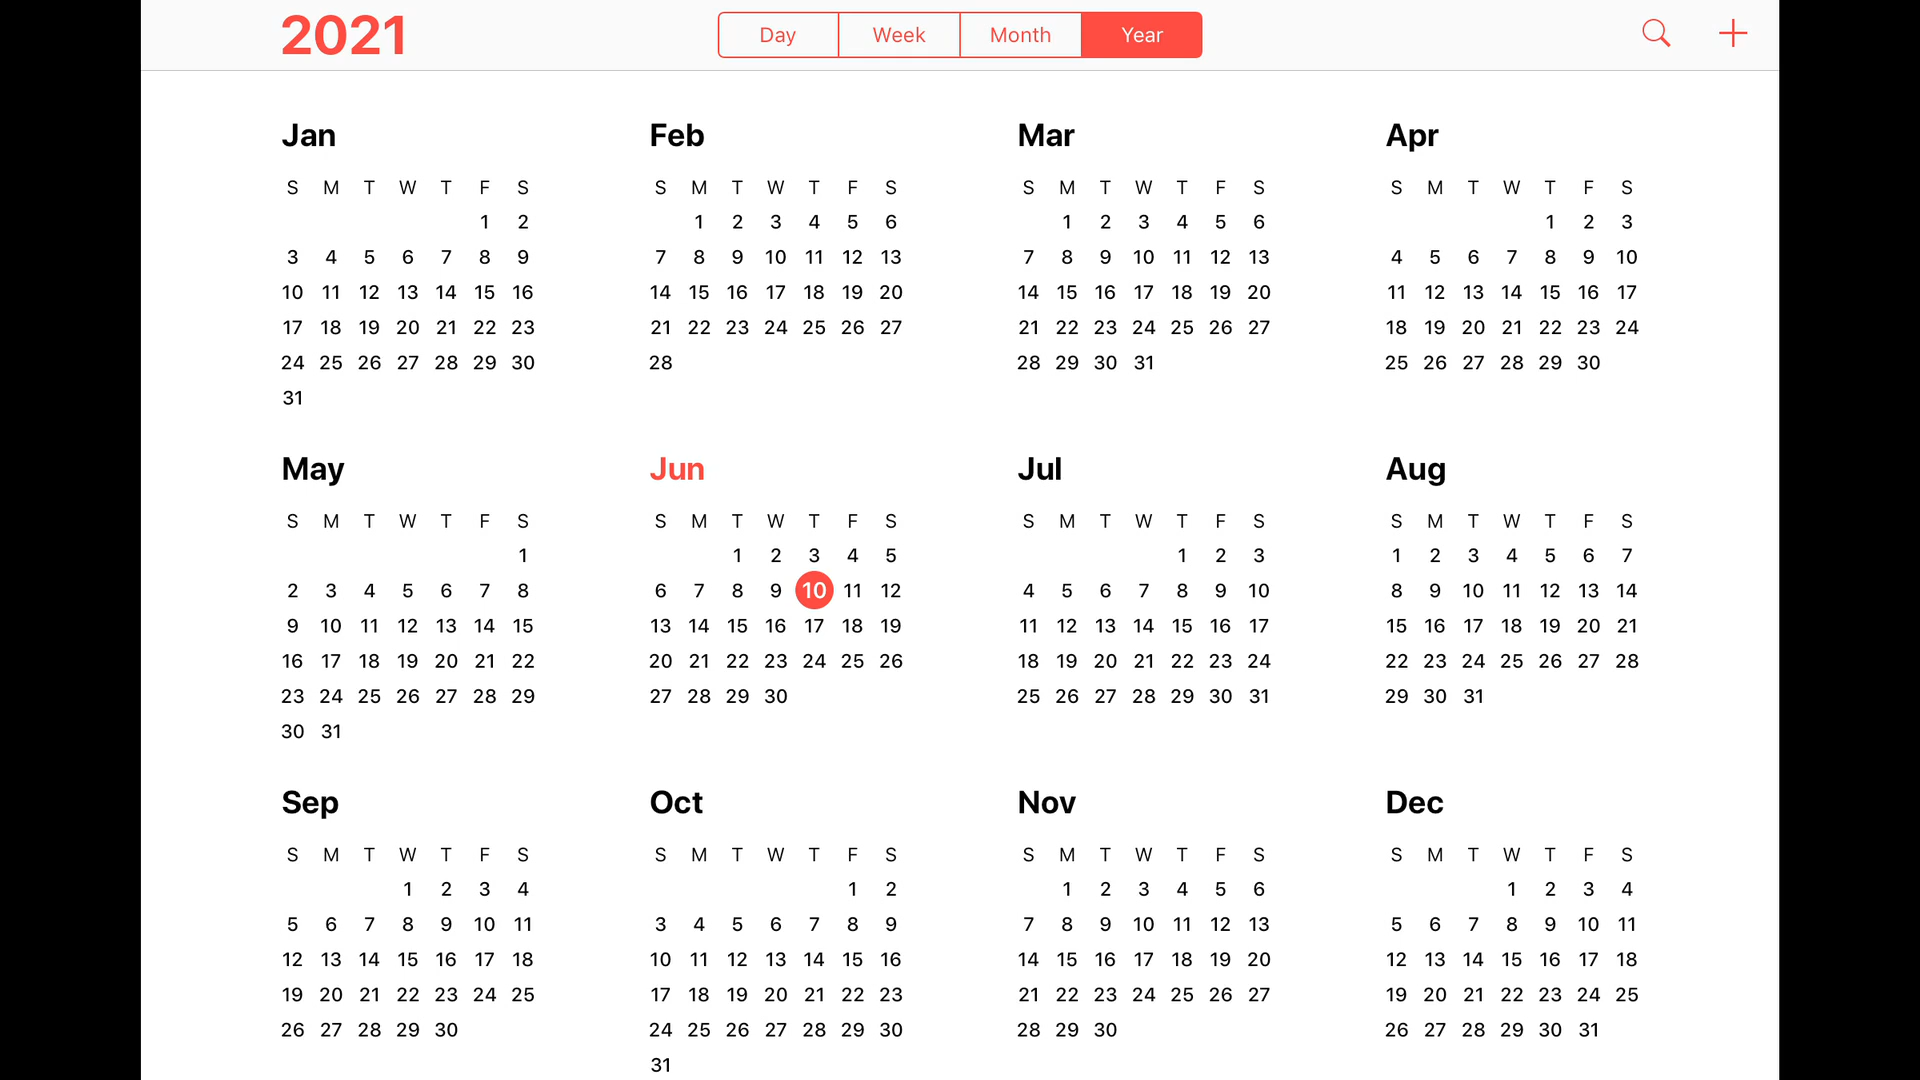 2021 Day Week Month Year
Jan Feb Mar Apr
S M T W T F S S M T W T F S S M T W T F S S M T W T F S
1 2 1 2 3 4 5 6 1 2 3 4 5 6 1 2 3
3 4 5 6 7 8 9 7 8 9 10 11 12 13 7 8 9 10 11 12 13 4 5 6 7 8 9 10
10 11 12 13 14 15 16 14 15 16 17 18 19 20 14 15 16 17 18 19 20 11 12 13 14 15 16 17
17 18 19 20 21 22 23 21 22 23 24 25 26 27 21 22 23 24 25 26 27 18 19 20 21 22 23 24
24 25 26 27 28 29 30 28 28 29 30 31 25 26 27 28 29 30
31
May Jun Jul Aug
S M T W T F S S M T W T F S S M T W T F S S M T W T F S
1 1 2 3 4 5 1 2 3 1 2 3 4 5 6 7
2 3 4 5 6 7 8 6 7 8 9 10 11 12 4 5 6 7 8 9 10 8 9 10 11 12 13 14
9 10 11 12 13 14 15 13 14 15 16 17 18 19 11 12 13 14 15 16 17 15 16 17 18 19 20 21
16 17 18 19 20 21 22 20 21 22 23 24 25 26 18 19 20 21 22 23 24 22 23 24 25 26 27 28
23 24 25 26 27 28 29 27 28 29 30 25 26 27 28 29 30 31 29 30 31
30 31
Sep Oct Nov Dec
S M T W T F S S M T W T F S S M T W T F S S M T W T F S
1 2 3 4 1 2 1 2 3 4 5 6 1 2 3 4
5 6 7 8 9 10 11 3 4 5 6 7 8 9 7 8 9 10 11 12 13 5 6 7 8 9 10 11
12 13 14 15 16 17 18 10 11 12 13 14 15 16 14 15 16 17 18 19 20 12 13 14 15 16 17 18
19 20 21 22 23 24 25 17 18 19 20 21 22 23 21 22 23 24 25 26 27 19 20 21 22 23 24 25
26 27 28 29 30 24 25 26 27 28 29 30 28 29 30 26 27 28 29 30 31
31